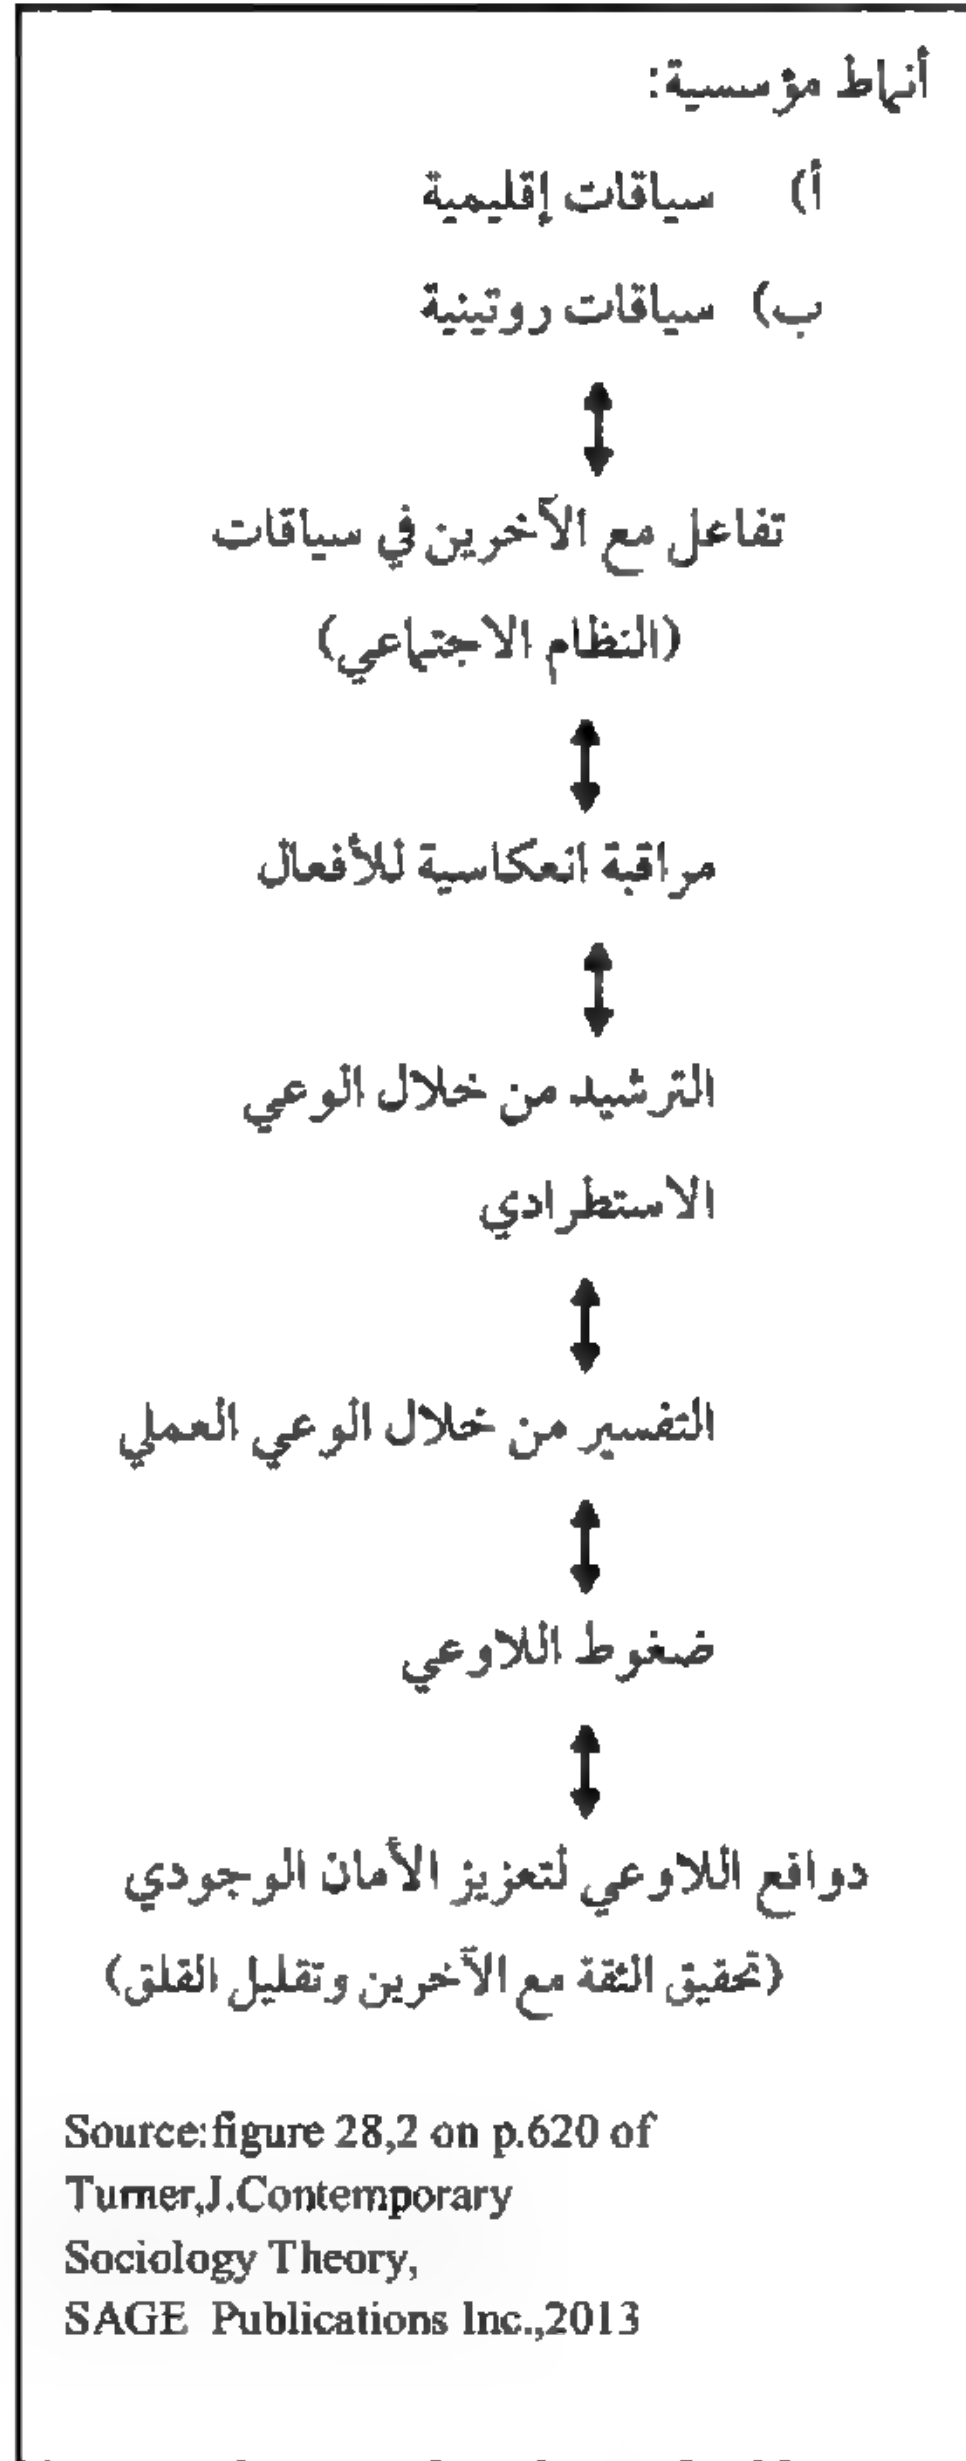 أنماط مؤسسية:
أ) سياقات إقليمية
ب) سياقات روتينية
تفاعل مع الآخرين في سياقات
(النظام الاجتماعي)
مراقبة انعكاسية للأفعال
الترشيد من خلال الوعي
الاستطرادي
التفسير من خلال الوعي العملي
ضغوط اللاوعي
دوافع اللاوعي لتعزيز الأمان الوجودي
(تحقيق الثقة مع الآخرين وتقليل القلق)
Source:figure 28,2 on p.620 of
Turner,J.Contemporary
Sociology Theory,
SAGE Publications Inc.,2013